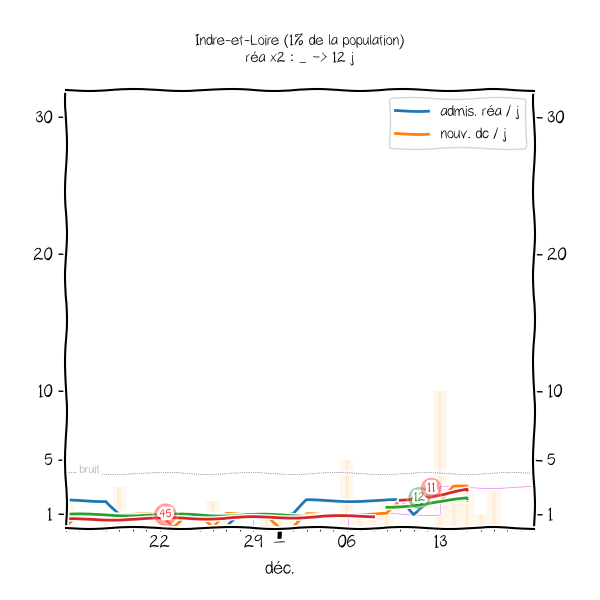 Indre-et-Loire (1% de la population)
réa x2 : _ -> 12 j
admis. réa / j
nouv. dc / j
30
30
20
20
10
10
5
5
bruit
11
12
45
1
1
22
29
06
13
déc.